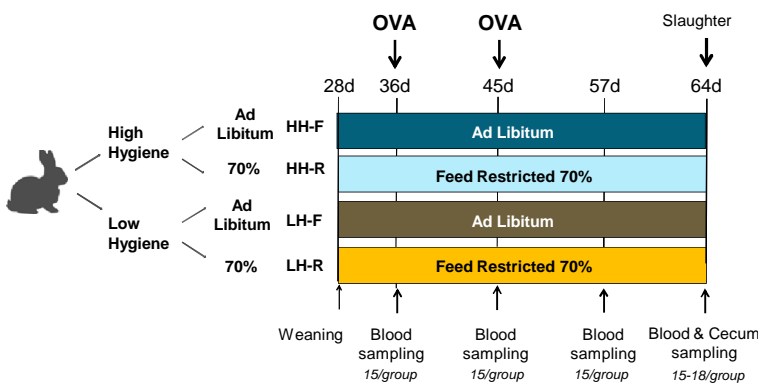 OVA OVA Slaughter
28d 36d 45d 57d 64d
High
Hygiene
Ad
Libitum
HH-F Ad Libitum
70% HH-R Feed Restricted 70%
Low
Hygiene
Ad
Libitum
LH-F Ad Libitum
70% LH-R Feed Restricted 70%
Weaning
Blood
sampling
15/group
Blood
sampling
15/group
Blood
sampling
15/group
Blood & Cecum
sampling
15-18/group